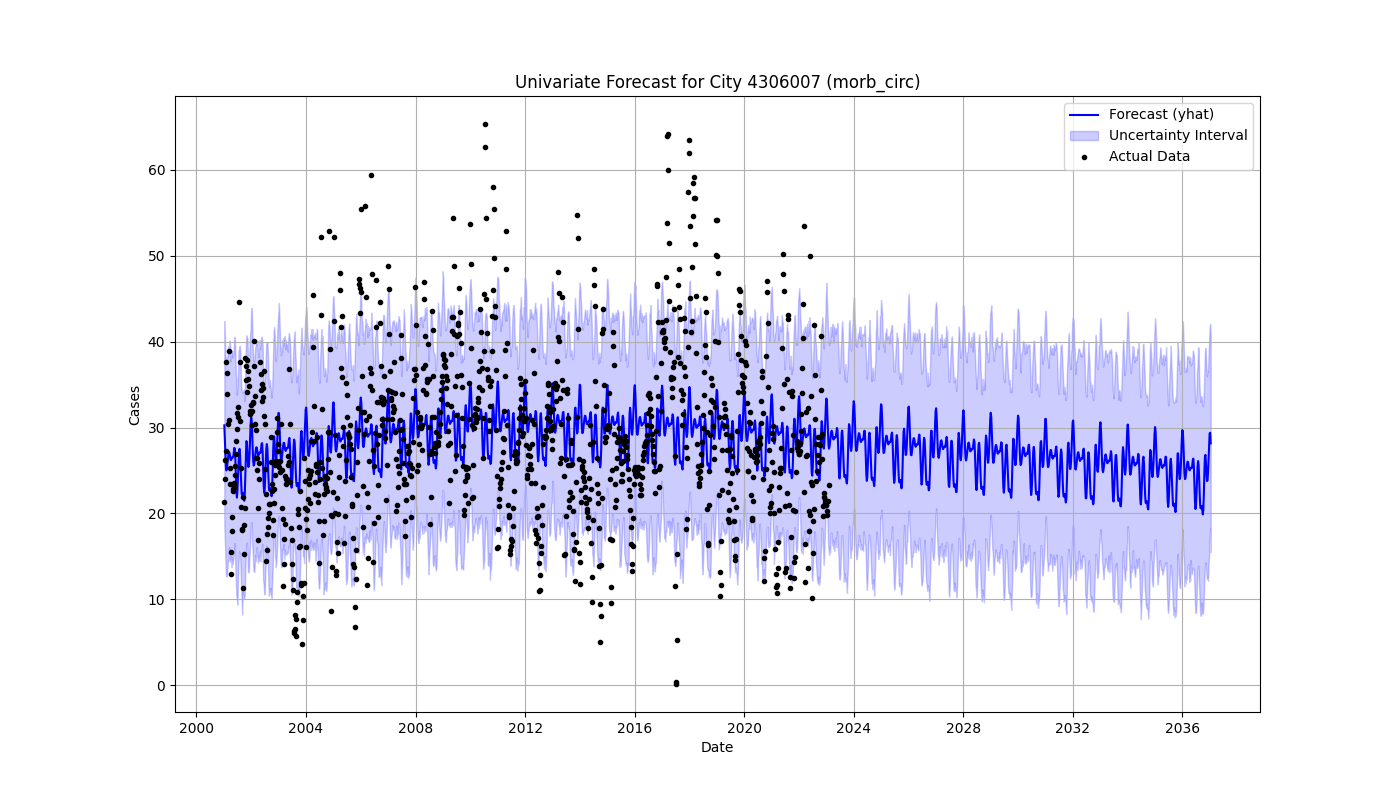 Univariate Forecast for City 4306007 (morb_circ)
Forecast (yhat)
Uncertainty Interval
Actual Data
Cases
60
50
40
30
20
10
0
2000 2004 2008 2012 2016 2020 2024 2028 2032 2036
Date